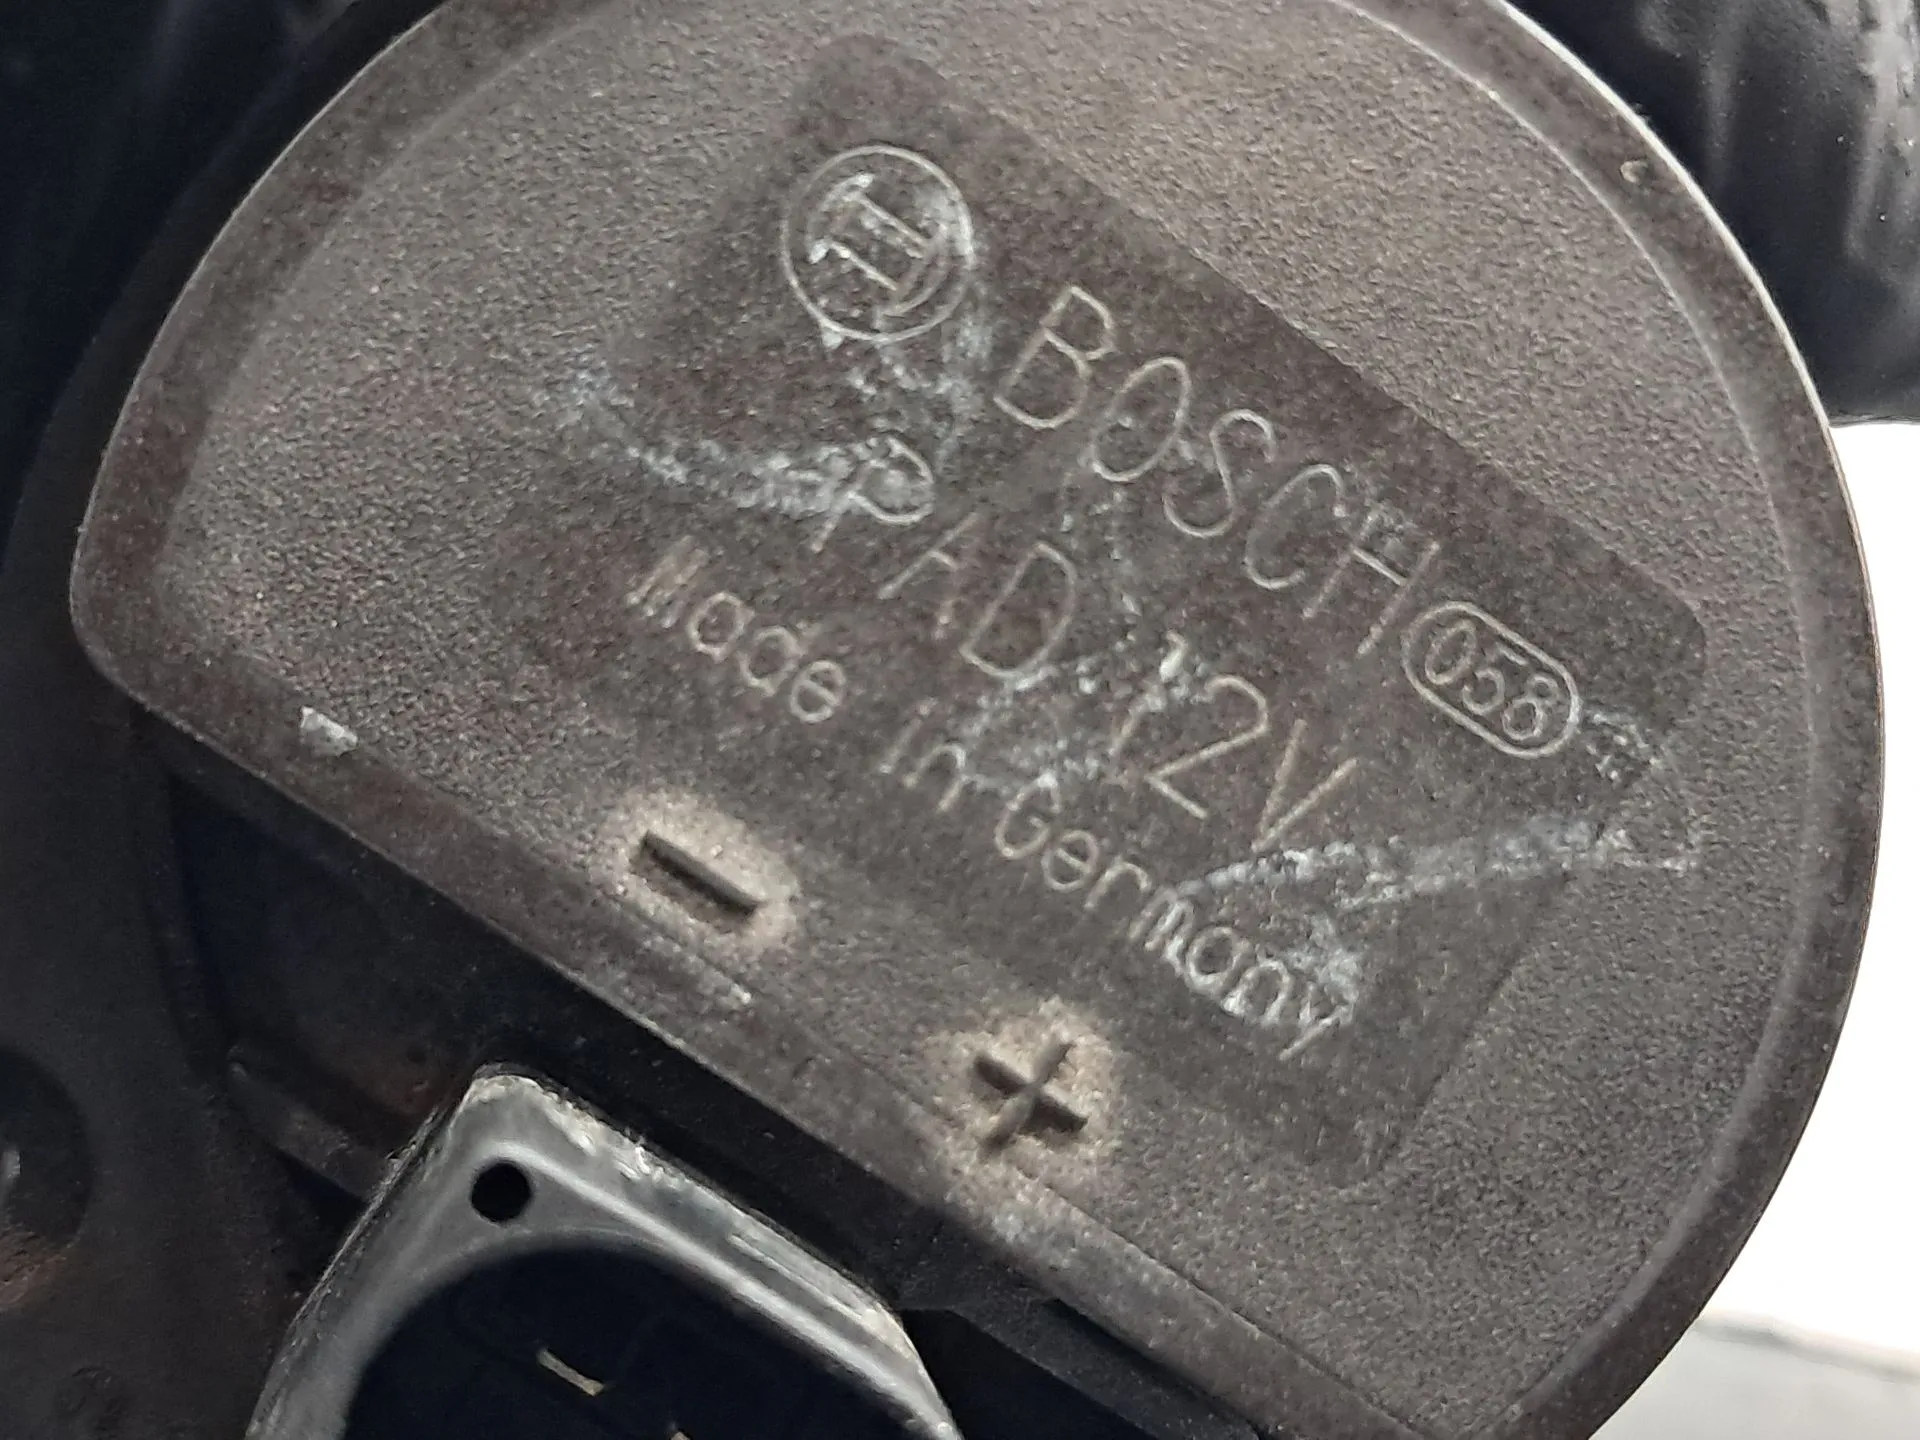 BOSCH 058
PAD 12V
Made in Germany
- +